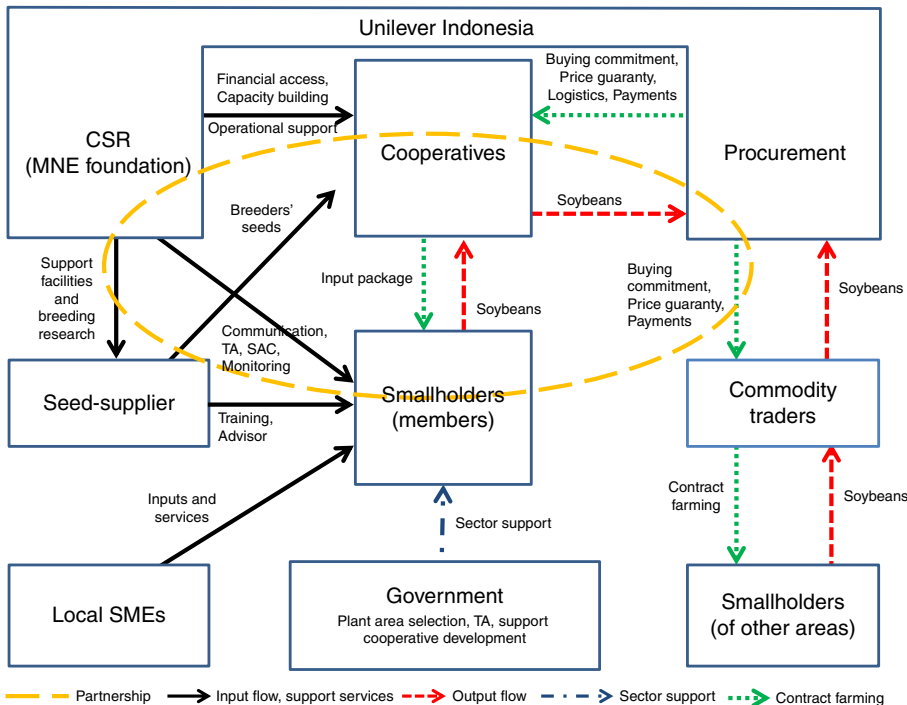 Unilever Indonesia
CSR
(MNE foundation)
Financial access,
Capacity building
Operational support
Cooperatives
Buying commitment,
Price guaranty,
Logistics, Payments
Procurement
Breeders'
seeds
Soybeans
Support
facilities
and
breeding
research
Input package
Soybeans
Buying
commitment,
Price guaranty,
Payments
Soybeans
Communication,
TA, SAC,
Monitoring
Seed-supplier
Training,
Advisor
Smallholders
(members)
Commodity
traders
Inputs and
services
Sector support
Contract
farming
Soybeans
Local SMEs
Government
Plant area selection, TA, support
cooperative development
Smallholders
(of other areas)
Partnership
Input flow, support services
Output flow
Sector support
Contract farming